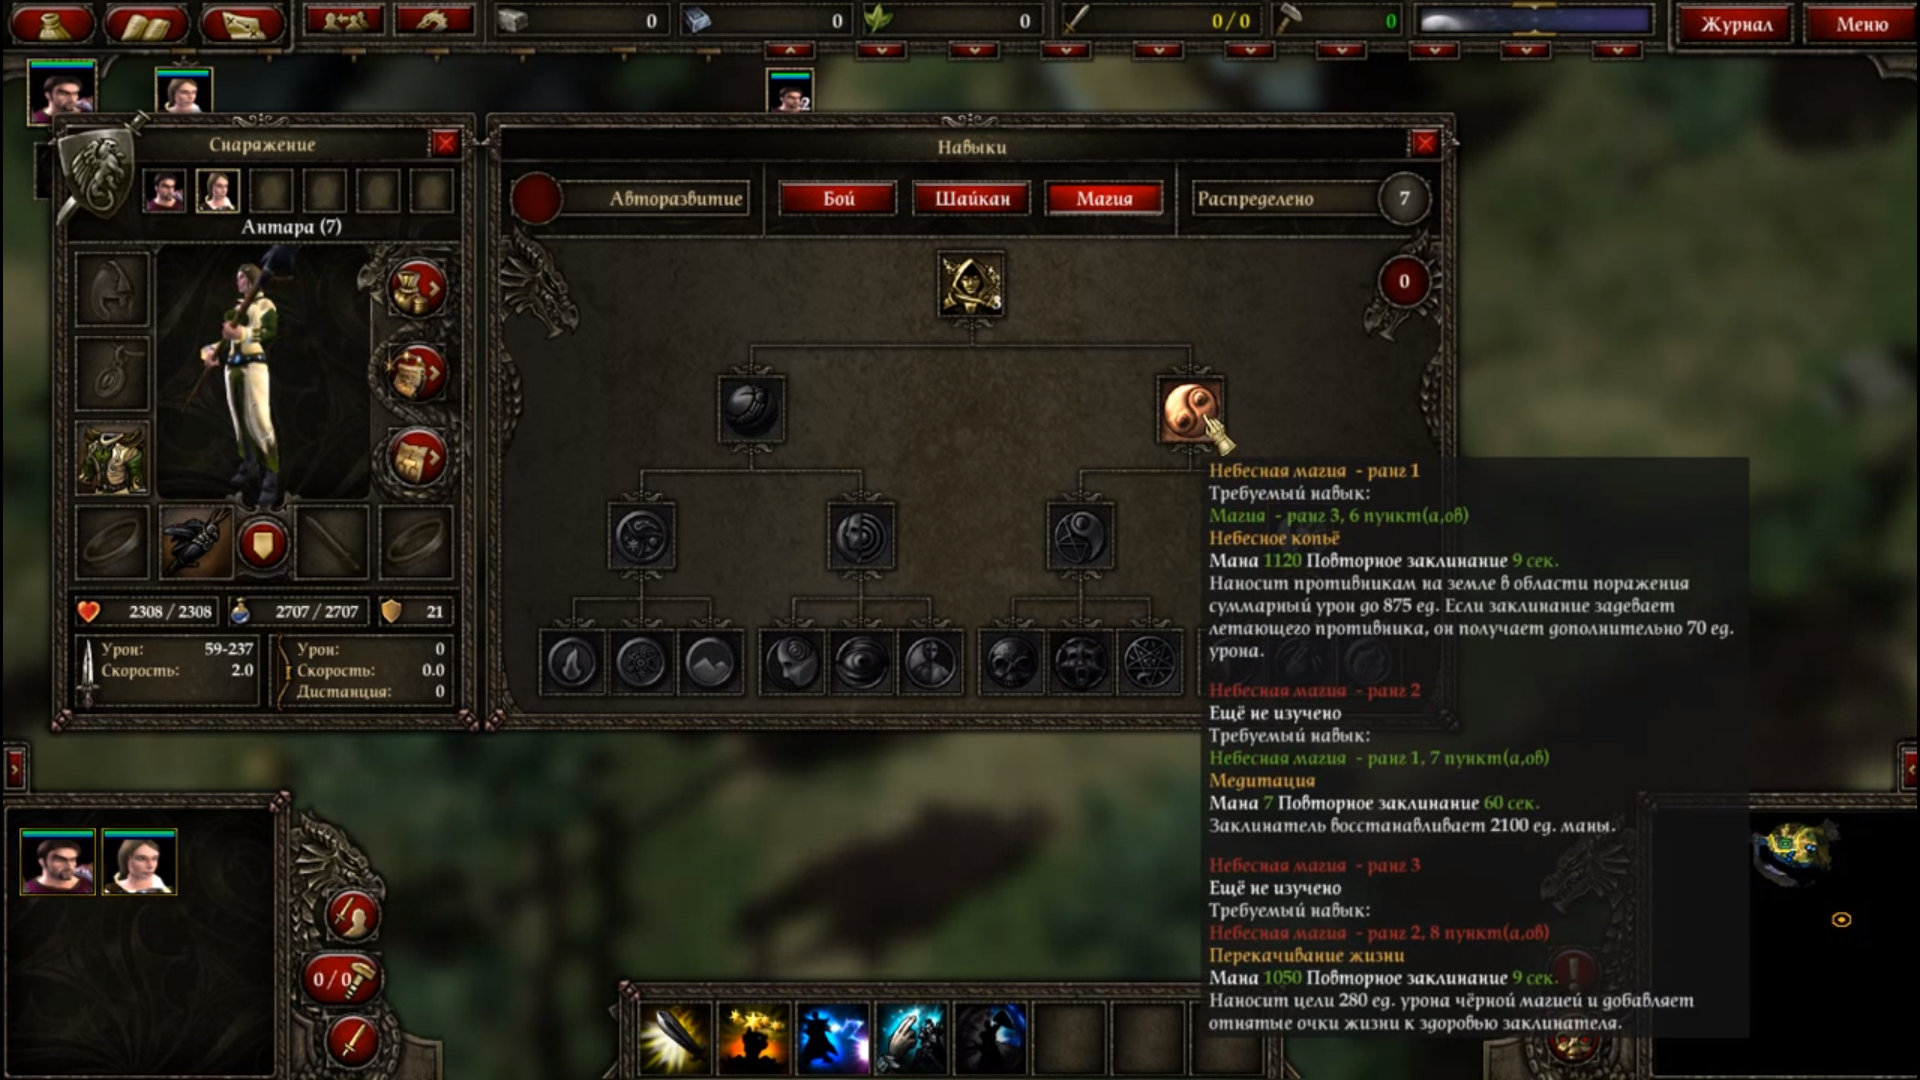 0
0
0
0/0
0
Журнал
Меню
2
Снаряжение
Антара (7)
2308 / 2308
2707 / 2707
21
Урон:
59-237
Скорость:
2.0
Урон:
0
Скорость:
0.0
Дистанция:
0
Навыки
Авторазвитие
Бой
Шайкан
Магия
Распределено
7
3
0
Небесная магия - ранг 1
Требуемый навык:
Магия - ранг 3, 6 пункт(а,ов)
Небесное копьё
Мана 1120 Повторное заклинание 9 сек.
Наносит противникам на земле в области поражения
суммарный урон до 875 ед. Если заклинание задевает
летающего противника, он получает дополнительно 70 ед.
урона.
Небесная магия - ранг 2
Ещё не изучено
Требуемый навык:
Небесная магия - ранг 1, 7 пункт(а,ов)
Медитация
Мана 7 Повторное заклинание 60 сек.
Заклинатель восстанавливает 2100 ед. маны.
Небесная магия - ранг 3
Ещё не изучено
Требуемый навык:
Небесная магия - ранг 2, 8 пункт(а,ов)
Перекачивание жизни
Мана 1050 Повторное заклинание 9 сек.
Наносит цели 280 ед. урона чёрной магией и добавляет
отнятые очки жизни к здоровью заклинателя.
0/0